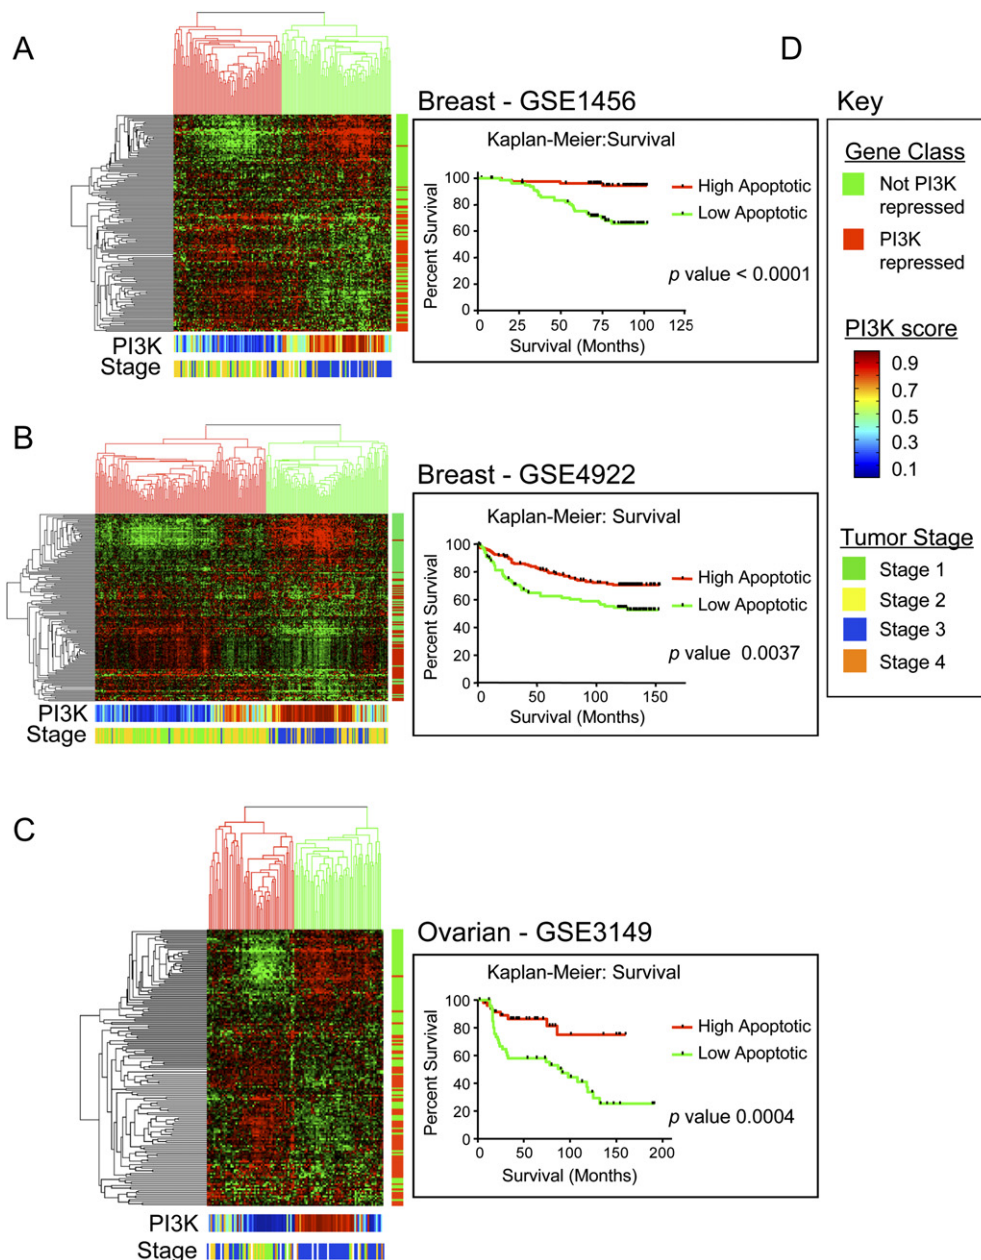 A
Breast - GSE1456
Kaplan-Meier:Survival
Percent Survival
100
80
60
40
20
0
0 25 50 75 100 125
Survival (Months)
High Apoptotic
Low Apoptotic
p value < 0.0001
PI3K
Stage
B
Breast - GSE4922
Kaplan-Meier: Survival
Percent Survival
100
80
60
40
20
0
0 50 100 150
Survival (Months)
High Apoptotic
Low Apoptotic
p value 0.0037
PI3K
Stage
C
Ovarian - GSE3149
Kaplan-Meier: Survival
Percent Survival
100
80
60
40
20
0
0 50 100 150 200
Survival (Months)
High Apoptotic
Low Apoptotic
p value 0.0004
PI3K
Stage
D
Key
Gene Class
Not PI3K
repressed
PI3K
repressed
PI3K score
0.9
0.7
0.5
0.3
0.1
Tumor Stage
Stage 1
Stage 2
Stage 3
Stage 4